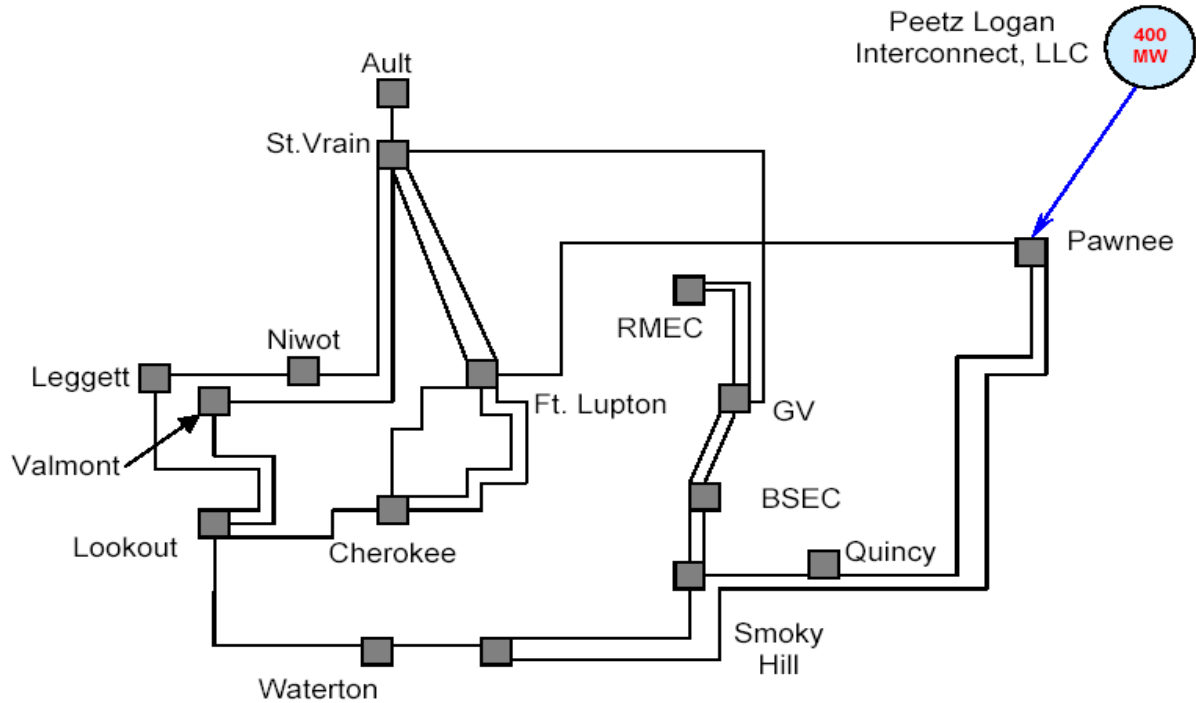 Peetz Logan
Interconnect, LLC
400
MW
Ault
St.Vrain
Pawnee
RMEC
Niwot
Leggett
Ft. Lupton
GV
Valmont
BSEC
Lookout
Cherokee
Quincy
Smoky
Hill
Waterton